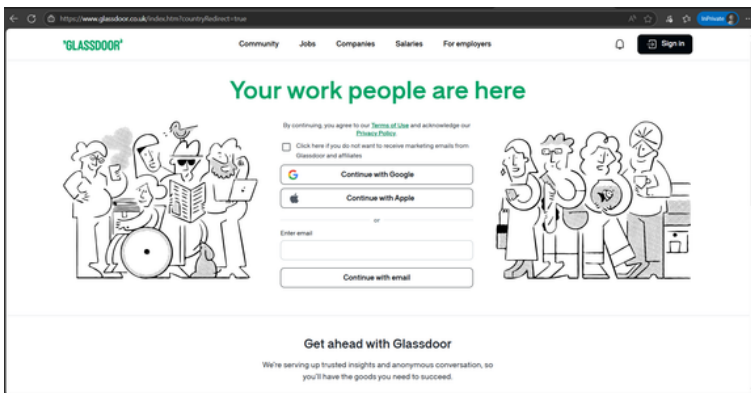 https://www.glassdoor.co.uk/index.htm?countryRedirect=true
InPrivate
GLASSDOOR
Community Jobs Companies Salaries For employers
Sign in
Your work people are here
By continuing, you agree to our Terms of Use and acknowledge our
Privacy Policy
Click here if you do not want to receive marketing emails from
Glassdoor and affiliates
Continue with Google
Continue with Apple
or
Enter email
Continue with email
Get ahead with Glassdoor
We're serving up trusted insights and anonymous conversation, so
you'll have the goods you need to succeed.